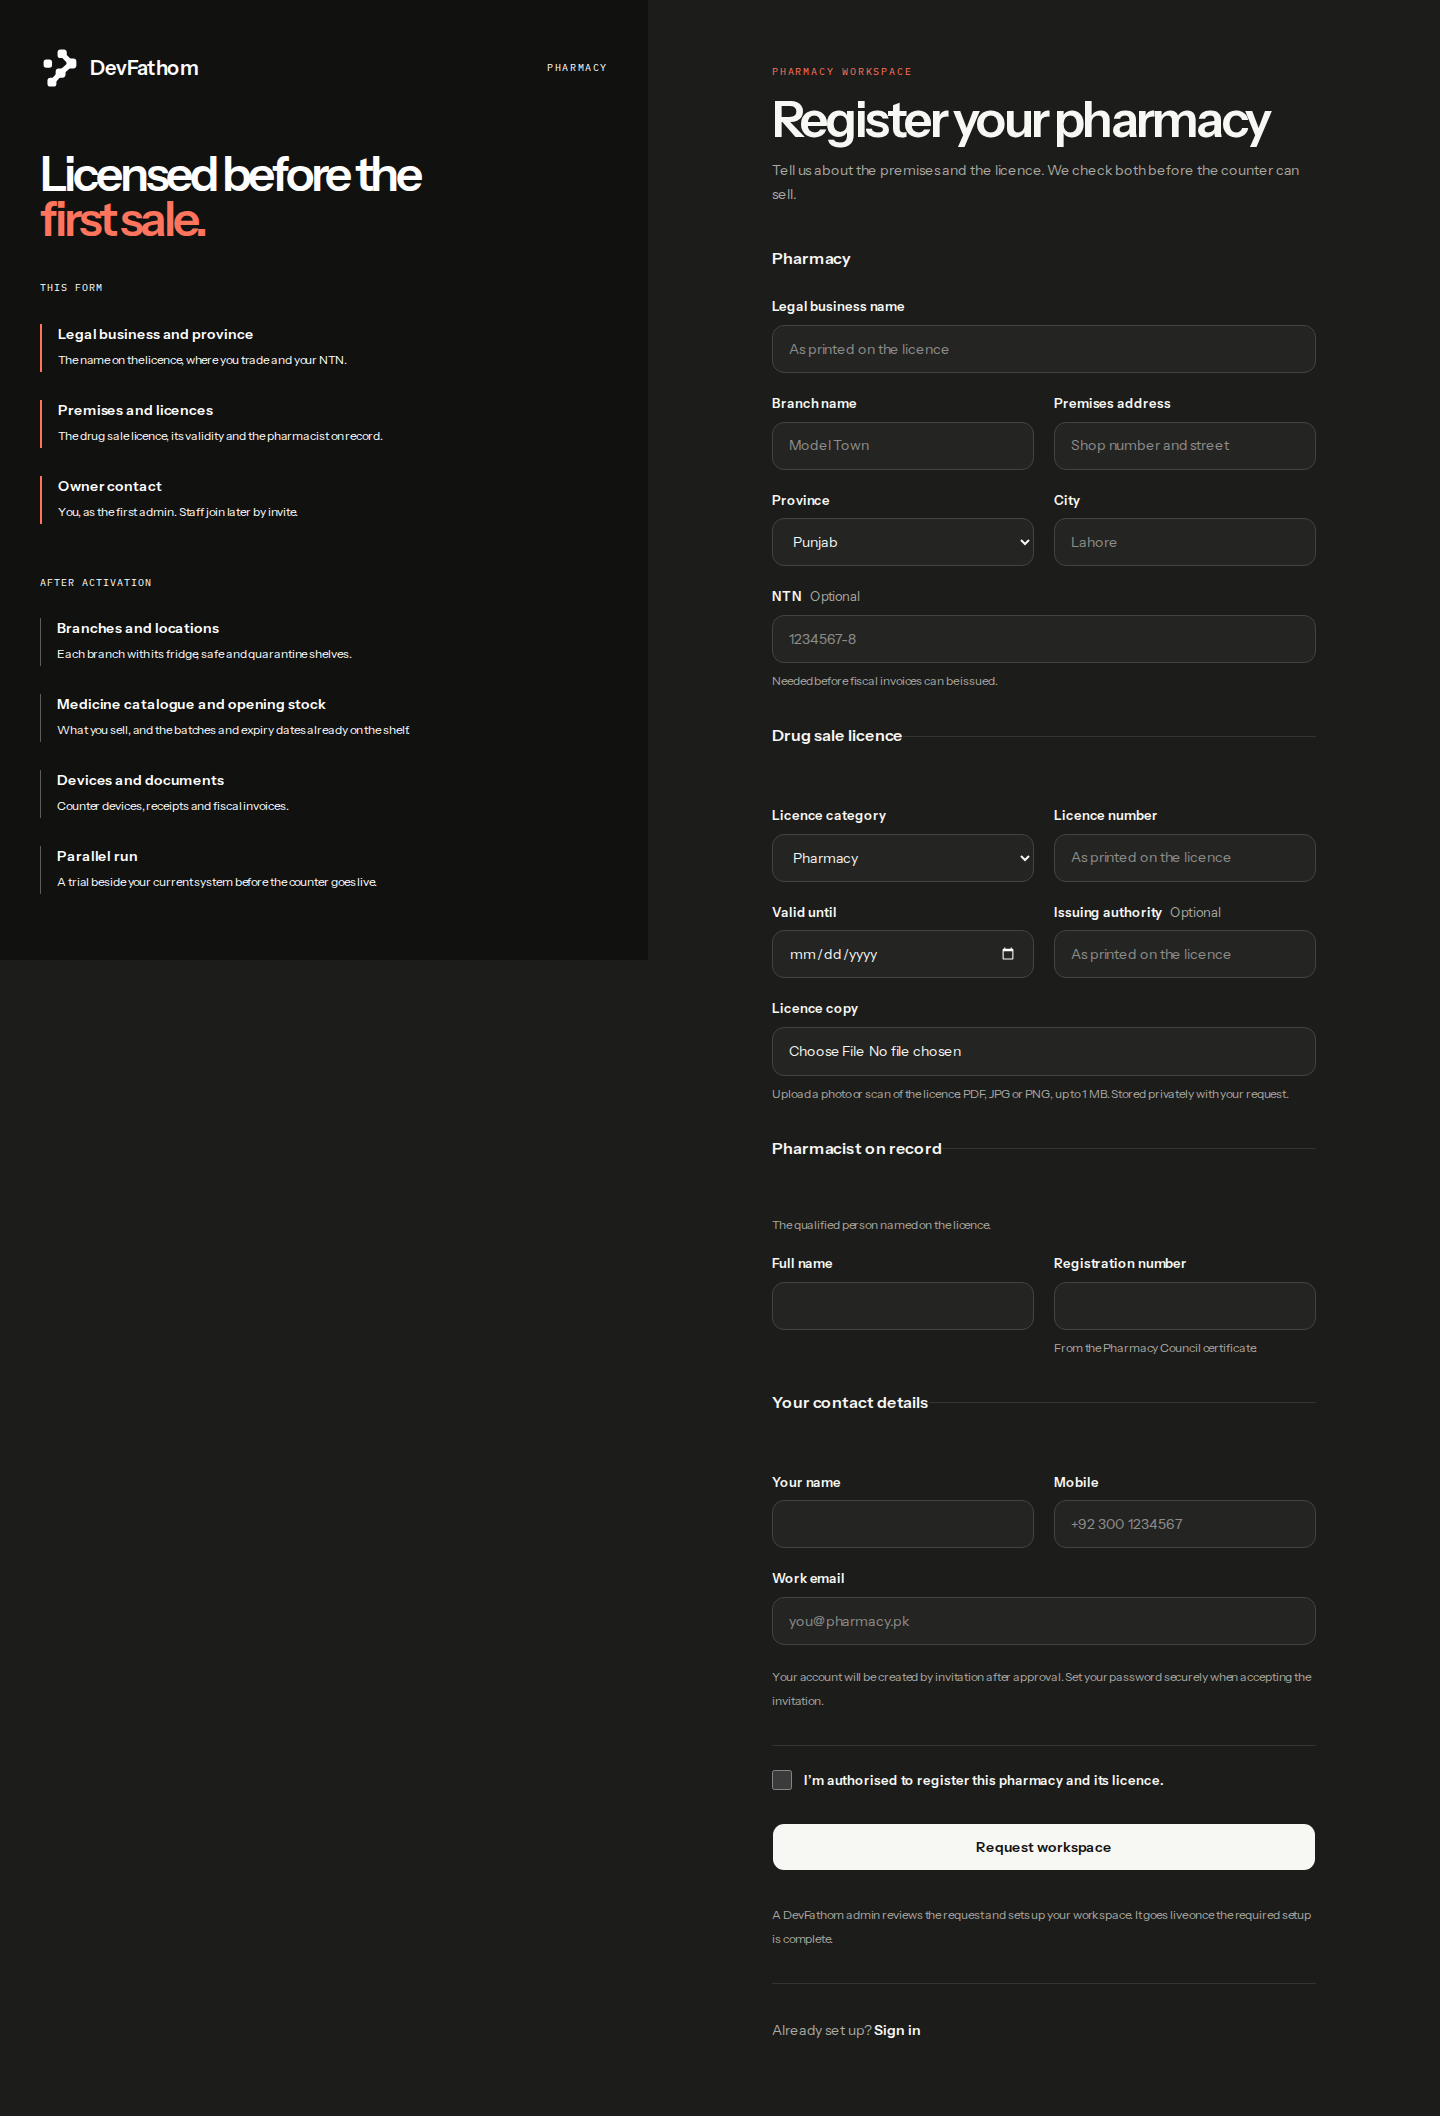 DevFathom
PHARMACY
Licensed before the
first sale.
THIS FORM
Legal business and province
The name on the licence, where you trade and your NTN.
Premises and licences
The drug sale licence, its validity and the pharmacist on record.
Owner contact
You, as the first admin. Staff join later by invite.
AFTER ACTIVATION
Branches and locations
Each branch with its fridge, safe and quarantine shelves.
Medicine catalogue and opening stock
What you sell, and the batches and expiry dates already on the shelf.
Devices and documents
Counter devices, receipts and fiscal invoices.
Parallel run
A trial beside your current system before the counter goes live.
PHARMACY WORKSPACE
Register your pharmacy
Tell us about the premises and the licence. We check both before the counter can
sell.
Pharmacy
Legal business name
As printed on the licence
Branch name
Premises address
Model Town
Shop number and street
Province
City
Punjab
Lahore
NTN Optional
1234567-8
Needed before fiscal invoices can be issued.
Drug sale licence
Licence category
Licence number
Pharmacy
As printed on the licence
Valid until
Issuing authority Optional
mm/dd/yyyy
As printed on the licence
Licence copy
Choose File No file chosen
Upload a photo or scan of the licence: PDF, JPG or PNG, up to 1 MB. Stored privately with your request.
Pharmacist on record
The qualified person named on the licence.
Full name
Registration number
From the Pharmacy Council certificate.
Your contact details
Your name
Mobile
+92 300 1234567
Work email
you@pharmacy.pk
Your account will be created by invitation after approval. Set your password securely when accepting the
invitation.
I'm authorised to register this pharmacy and its licence.
Request workspace
A DevFathom admin reviews the request and sets up your workspace. It goes live once the required setup
is complete.
Already set up? Sign in